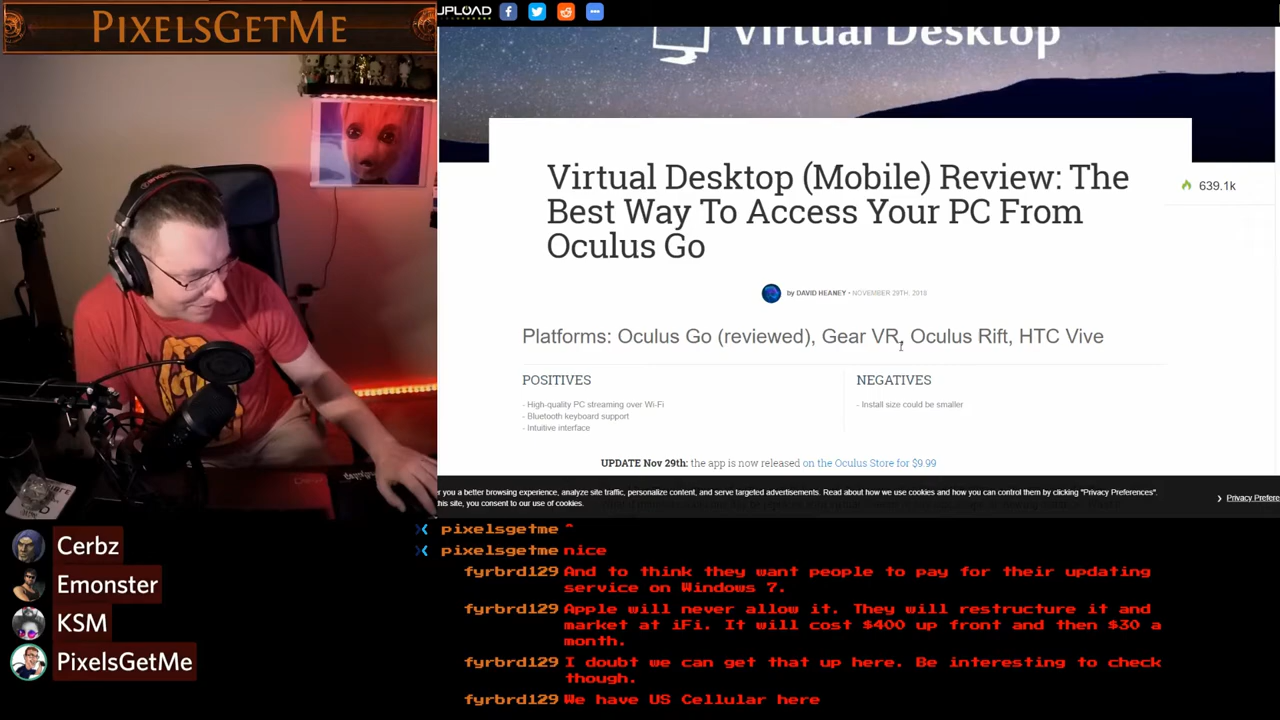 PIXELSGETME
UPLOAD
Virtual Desktop
Virtual Desktop (Mobile) Review: The
Best Way To Access Your PC From
Oculus Go
639.1k
by DAVID HEANEY • NOVEMBER 29TH, 2018
Platforms: Oculus Go (reviewed), Gear VR, Oculus Rift, HTC Vive
POSITIVES
- High-quality PC streaming over Wi-Fi
- Bluetooth keyboard support
- Intuitive interface
NEGATIVES
- Install size could be smaller
UPDATE Nov 29th: the app is now released on the Oculus Store for $9.99
r you a better browsing experience, analyze site traffic, personalize content, and serve targeted advertisements. Read about how we use cookies and how you can control them by clicking "Privacy Preferences".
his site, you consent to our use of cookies.
Privacy Prefere
Cerbz
Emonster
KSM
PixelsGetMe
pixelsgetme ^
pixelsgetme nice
fyrbrd129 And to think they want people to pay for their updating
service on Windows 7.
fyrbrd129 Apple will never allow it. They will restructure it and
market at iFi. It will cost $400 up front and then $30 a
month.
fyrbrd129 I doubt we can get that up here. Be interesting to check
though.
fyrbrd129 We have US Cellular here